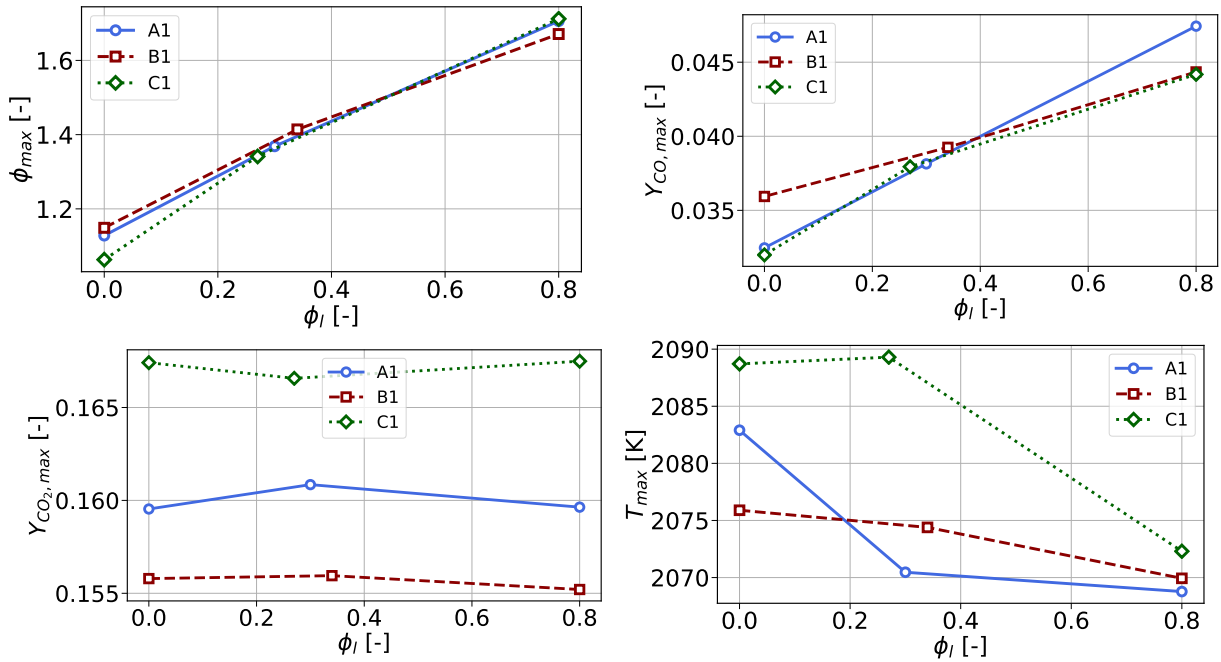 ϕ_max [-]
1.6
1.4
1.2
A1
B1
C1
0.0 0.2 0.4 0.6 0.8
ϕ_l [-]
Y_CO,max [-]
0.045
0.040
0.035
A1
B1
C1
0.0 0.2 0.4 0.6 0.8
ϕ_l [-]
Y_CO₂,max [-]
0.165
0.160
0.155
A1
B1
C1
0.0 0.2 0.4 0.6 0.8
ϕ_l [-]
T_max [K]
2090
2085
2080
2075
2070
A1
B1
C1
0.0 0.2 0.4 0.6 0.8
ϕ_l [-]